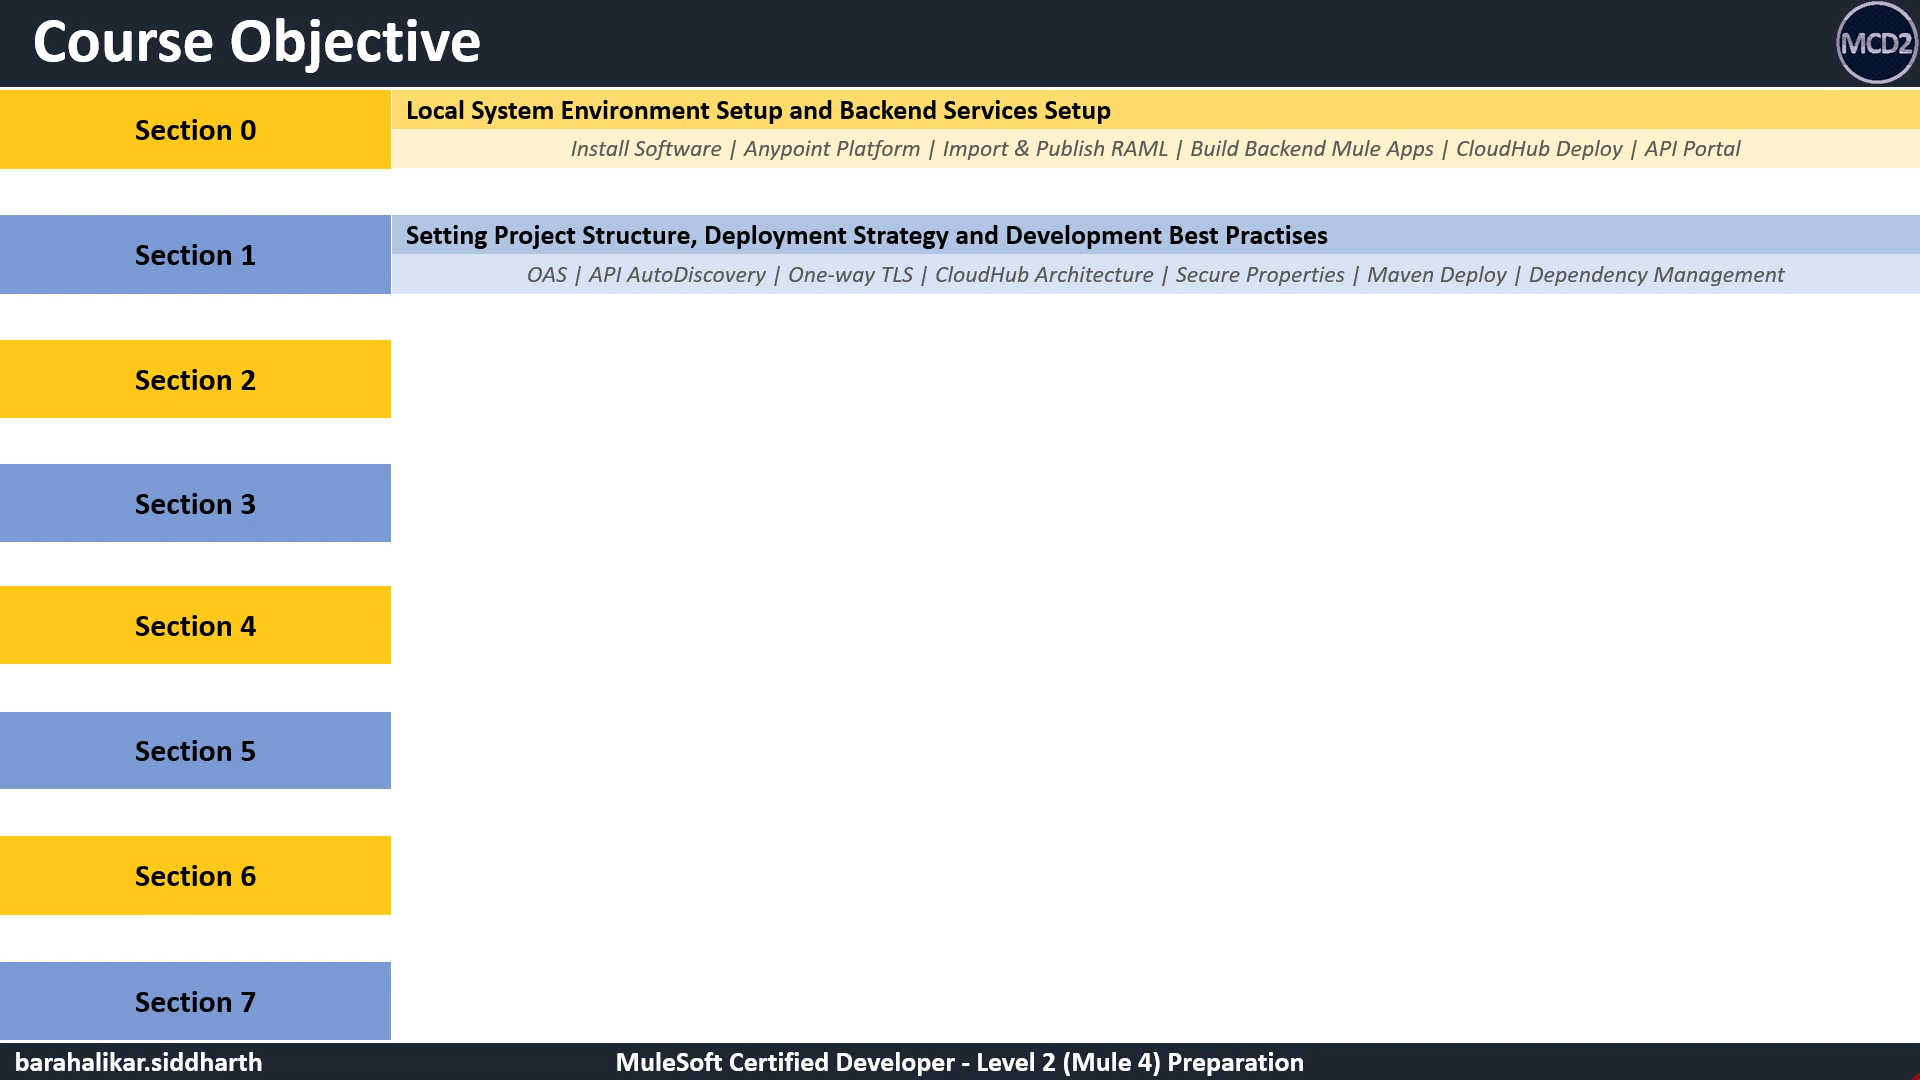 Course Objective
MCD2
Section 0
Local System Environment Setup and Backend Services Setup
Install Software | Anypoint Platform | Import & Publish RAML | Build Backend Mule Apps | CloudHub Deploy | API Portal
Section 1
Setting Project Structure, Deployment Strategy and Development Best Practises
OAS | API AutoDiscovery | One-way TLS | CloudHub Architecture | Secure Properties | Maven Deploy | Dependency Management
Section 2
Section 3
Section 4
Section 5
Section 6
Section 7
barahalikar.siddharth
MuleSoft Certified Developer - Level 2 (Mule 4) Preparation